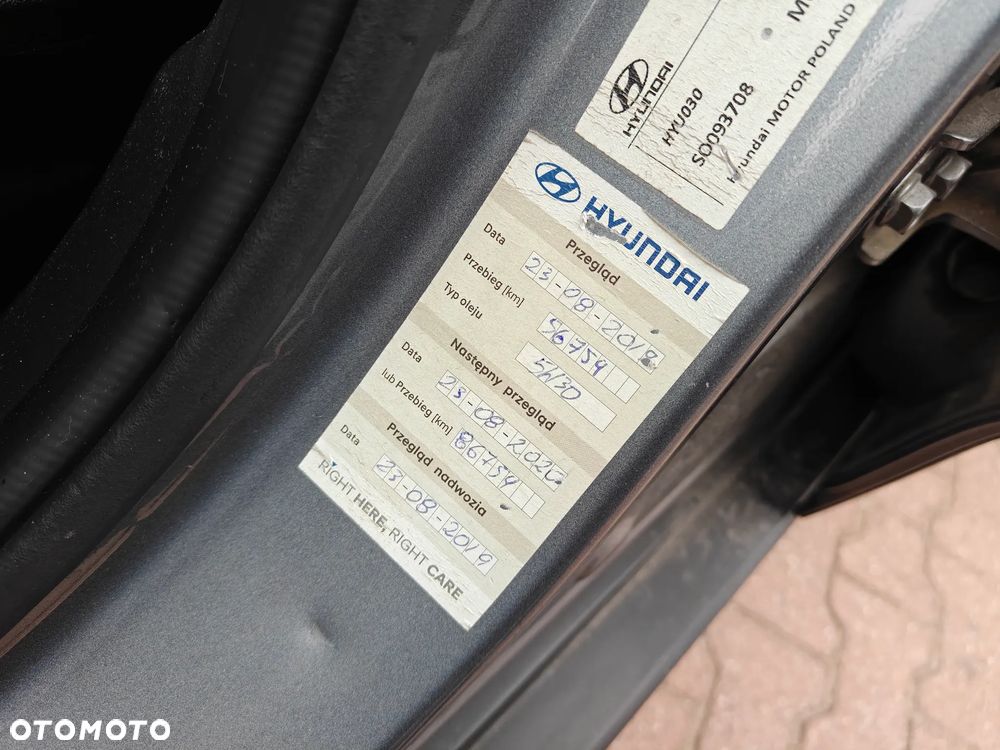 M
HYUNDAI
HYU030
SO093708
Hyundai MOTOR POLAND
HYUNDAI
Przegląd
Data 23-08-2018
Przebieg [km] 56754
Typ oleju 5W30
Następny przegląd
Data 23-08-2020
lub Przebieg [km] 86754
Przegląd nadwozia
Data 23-08-2019
RIGHT HERE, RIGHT CARE
OTOMOTO